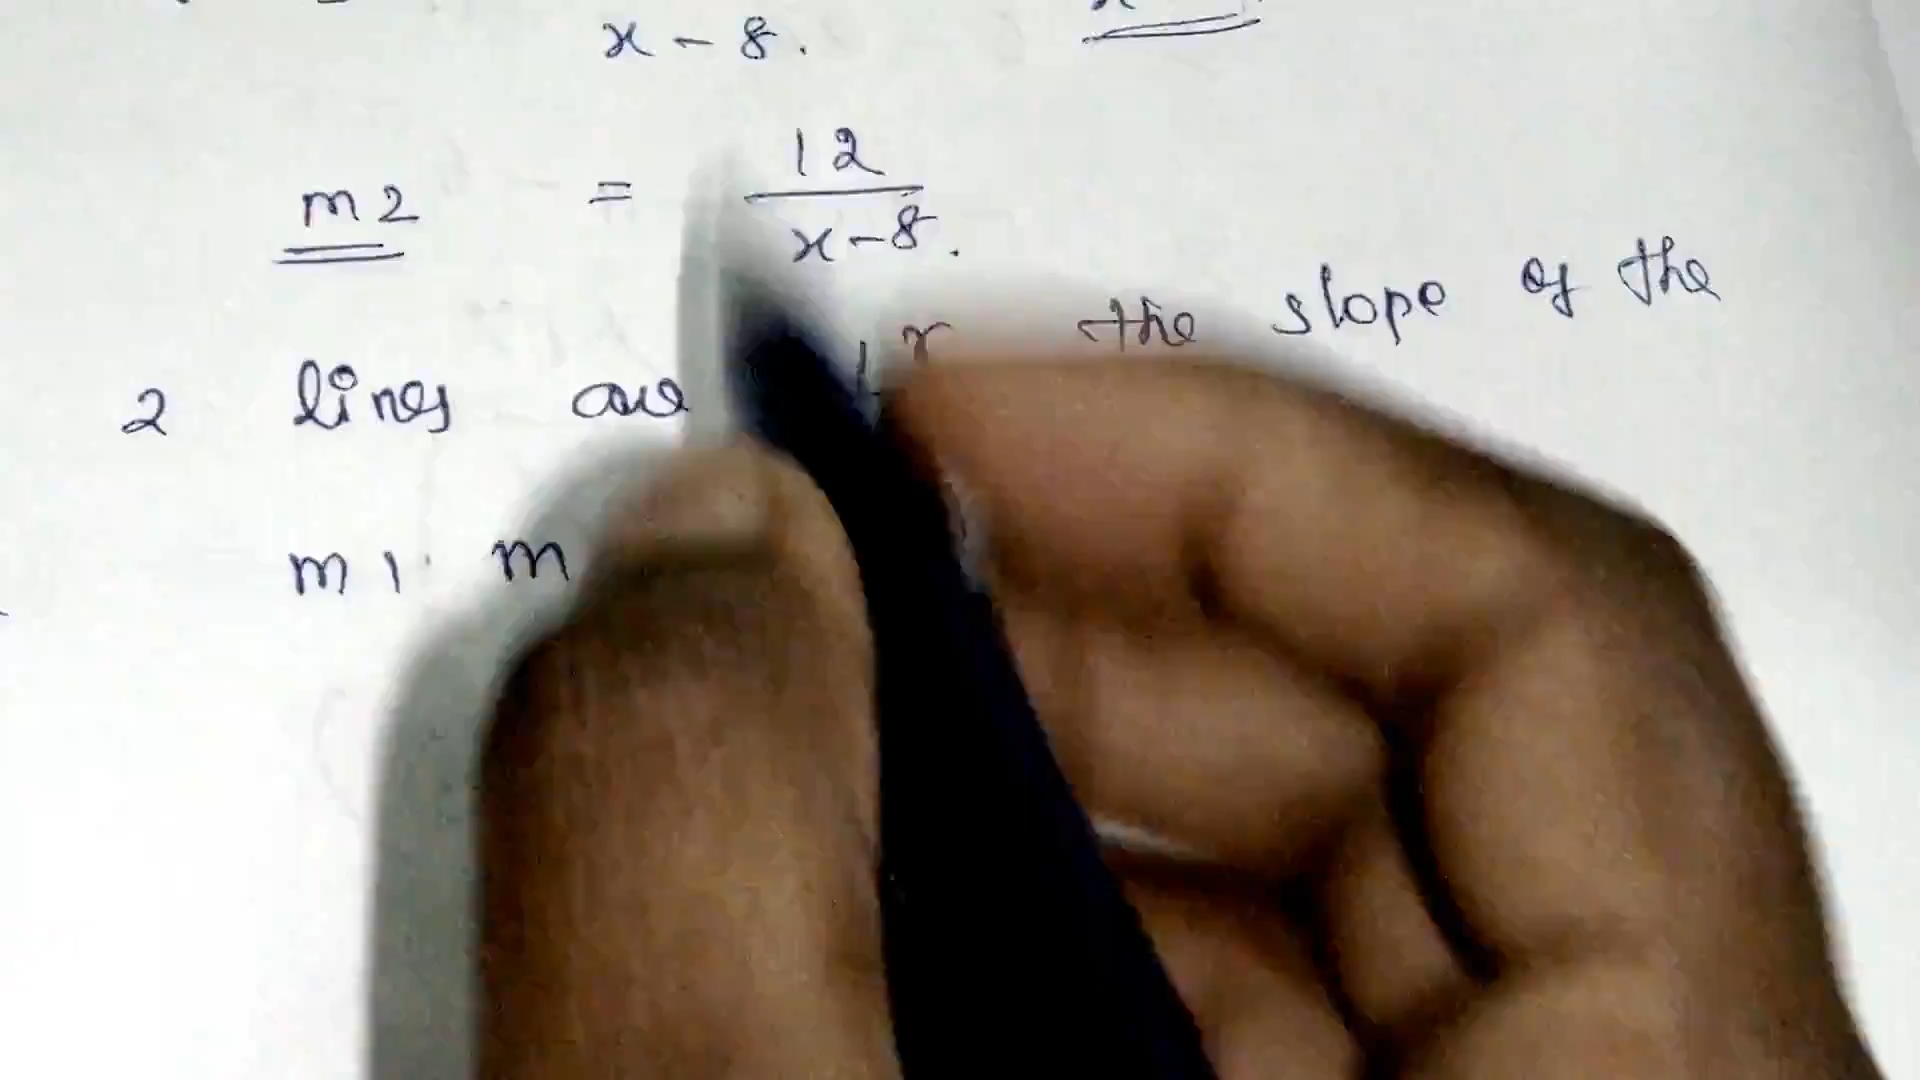 x - 8.
m2 = 12
x-8.
2 lines are the slope of the
m1. m